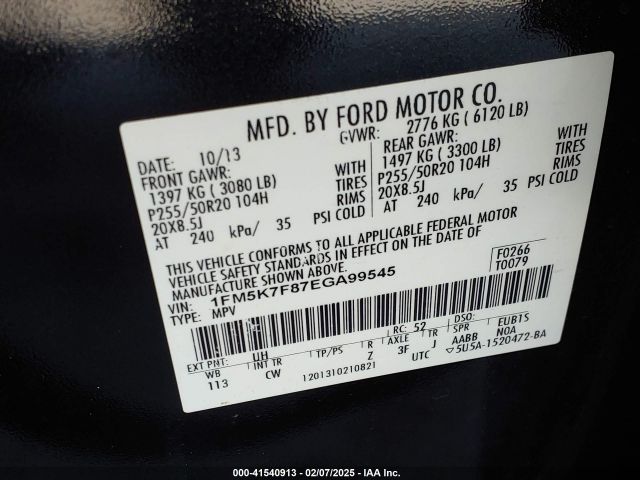 MFD. BY FORD MOTOR CO.
DATE: 10/13 GVWR: 2776 KG ( 6120 LB)
FRONT GAWR: WITH REAR GAWR: WITH
1397 KG ( 3080 LB) TIRES 1497 KG ( 3300 LB) TIRES
P255/50R20 104H RIMS P255/50R20 104H RIMS
20X8.5J 20X8.5J
AT 240 kPa/ 35 PSI COLD AT 240 kPa/ 35 PSI COLD
THIS VEHICLE CONFORMS TO ALL APPLICABLE FEDERAL MOTOR
VEHICLE SAFETY STANDARDS IN EFFECT ON THE DATE OF
MANUFACTURE SHOWN ABOVE
VIN: 1FM5K7F87EGA99545 F0266
TYPE: MPV T0079
EXT PNT: UH RC: 52 DSO:
WB INT TR TP/PS R AXLE TR SPR EUB1S
113 CW Z 3F J AABB NOA
1201310210821 UTC ▽5U5A-1520472-BA
000-41540913 - 02/07/2025 - IAA Inc.